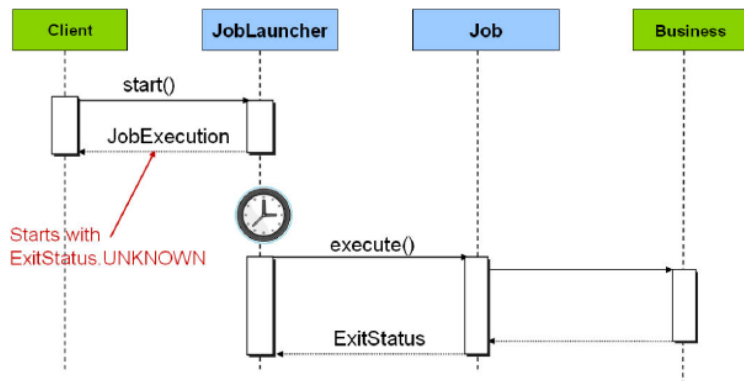 Client
JobLauncher
Job
Business
start()
JobExecution
Starts with
ExitStatus.UNKNOWN
execute()
ExitStatus